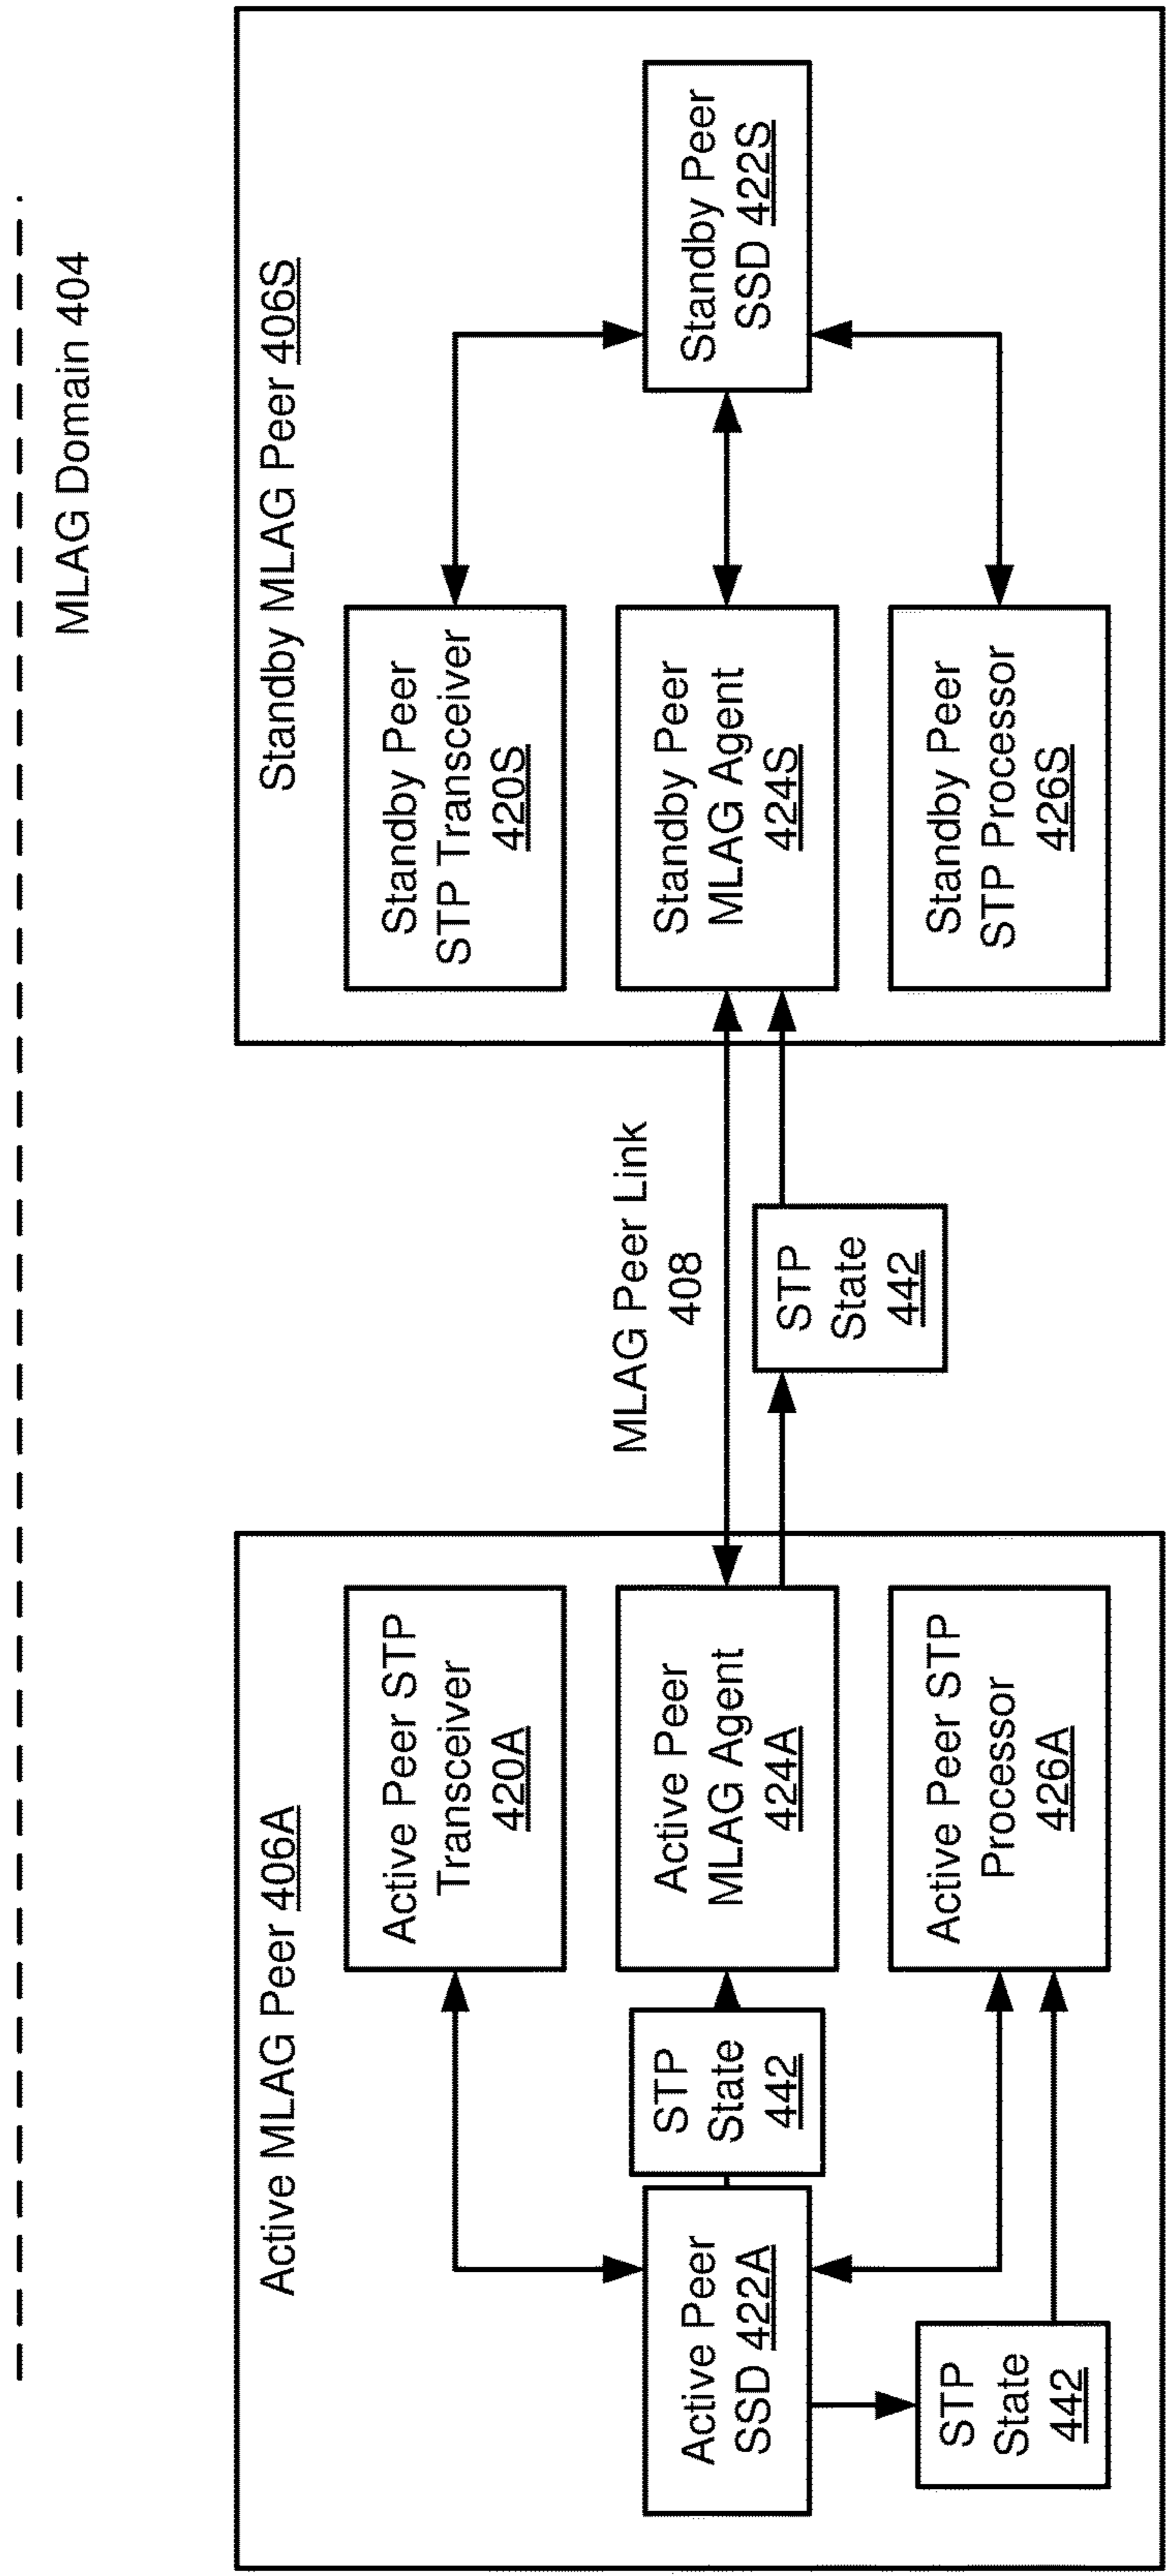 MLAG Domain 404
Active MLAG Peer 406A
Active Peer STP
Transceiver
420A
Active Peer
SSD 422A
STP
State
442
Active Peer
MLAG Agent
424A
STP
State
442
Active Peer STP
Processor
426A
MLAG Peer Link
408
STP
State
442
Standby MLAG Peer 406S
Standby Peer
STP Transceiver
420S
Standby Peer
MLAG Agent
424S
Standby Peer
SSD 422S
Standby Peer
STP Processor
426S